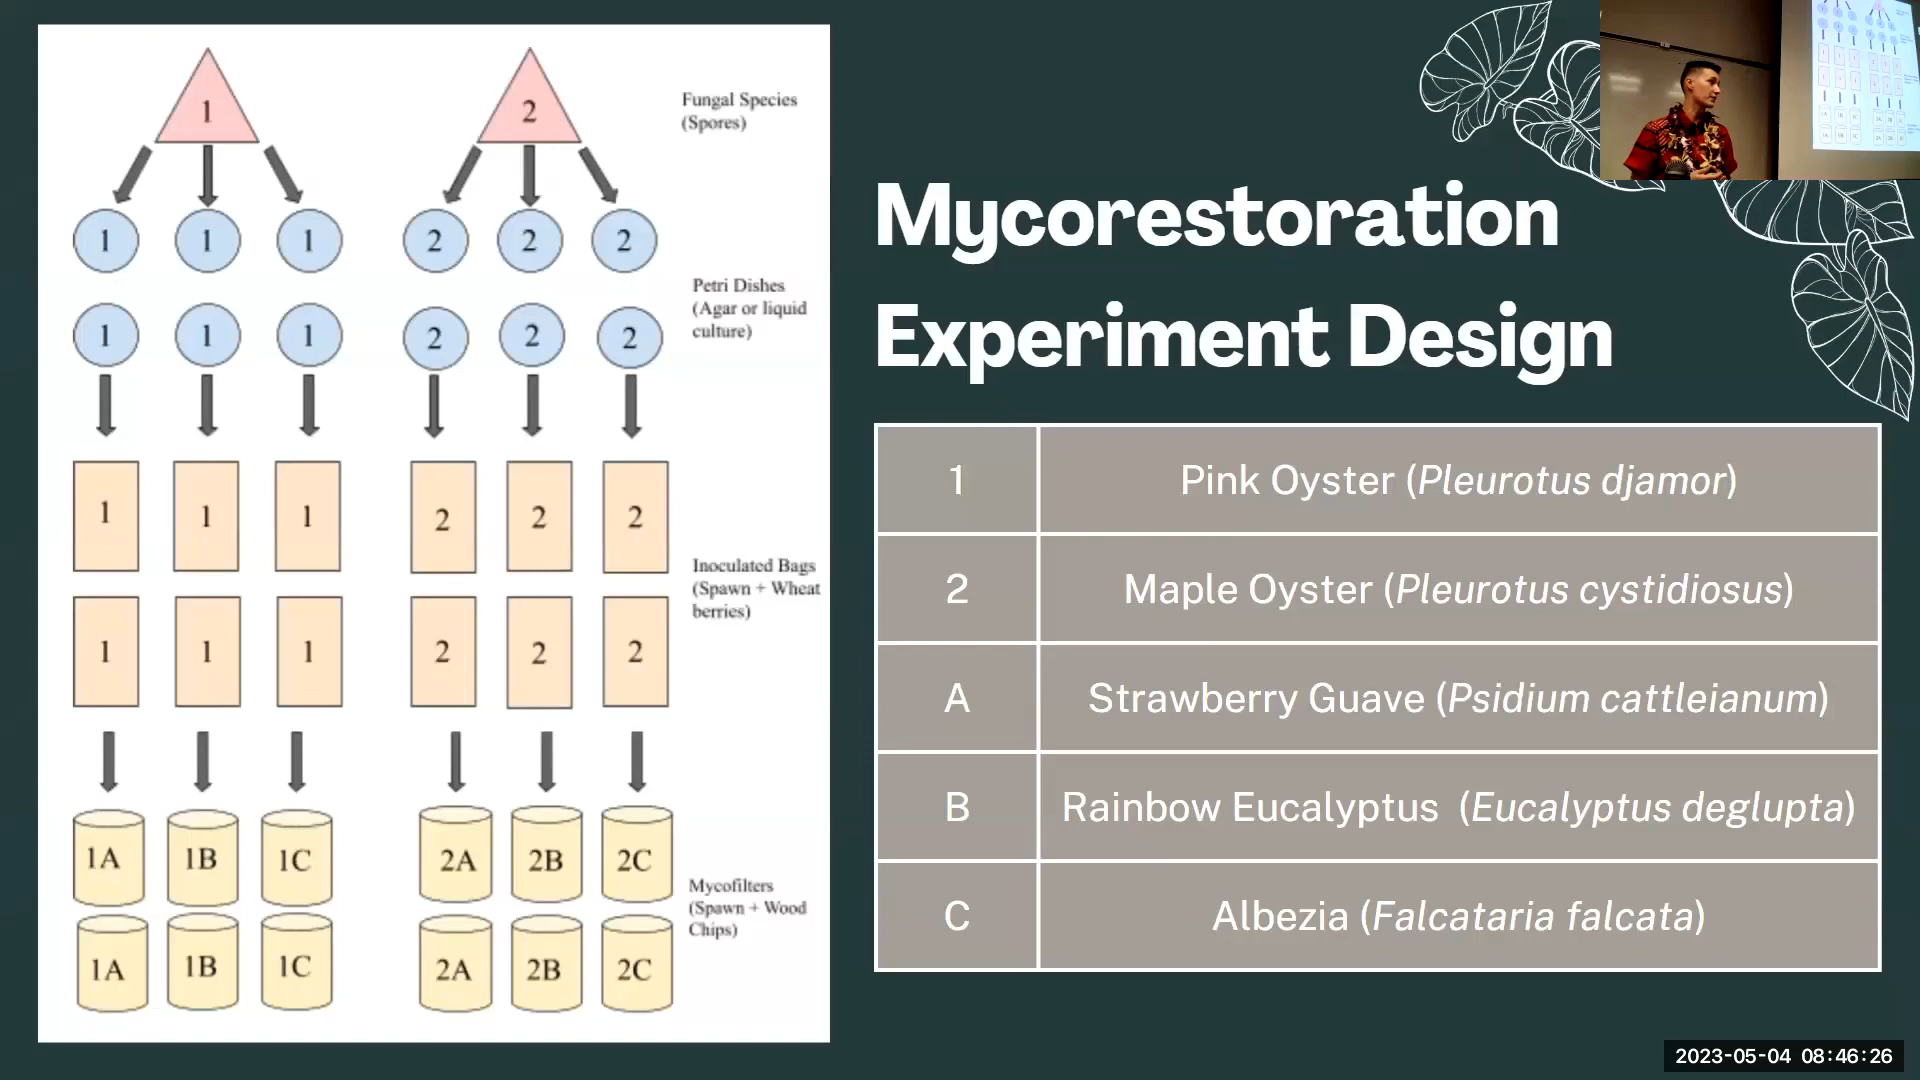 1 2
Fungal Species
(Spores)
1 1 1 2 2 2
Petri Dishes
(Agar or liquid
culture)
1 1 1 2 2 2
1 1 1 2 2 2
Inoculated Bags
(Spawn + Wheat
berries)
1 1 1 2 2 2
1A 1B 1C 2A 2B 2C
Mycofilters
(Spawn + Wood
Chips)
1A 1B 1C 2A 2B 2C
Mycorestoration
Experiment Design
1 Pink Oyster (Pleurotus djamor)
2 Maple Oyster (Pleurotus cystidiosus)
A Strawberry Guave (Psidium cattleianum)
B Rainbow Eucalyptus (Eucalyptus deglupta)
C Albezia (Falcataria falcata)
2023-05-04 08:46:26